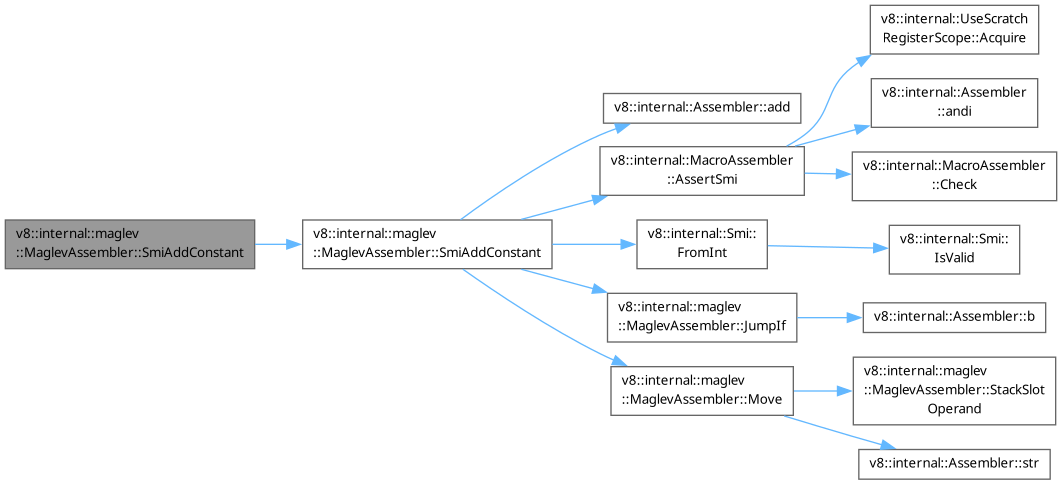 v8::internal::maglev
::MaglevAssembler::SmiAddConstant
v8::internal::maglev
::MaglevAssembler::SmiAddConstant
v8::internal::Assembler::add
v8::internal::MacroAssembler
::AssertSmi
v8::internal::Smi::
FromInt
v8::internal::maglev
::MaglevAssembler::JumpIf
v8::internal::maglev
::MaglevAssembler::Move
v8::internal::UseScratch
RegisterScope::Acquire
v8::internal::Assembler
::andi
v8::internal::MacroAssembler
::Check
v8::internal::Smi::
IsValid
v8::internal::Assembler::b
v8::internal::maglev
::MaglevAssembler::StackSlot
Operand
v8::internal::Assembler::str